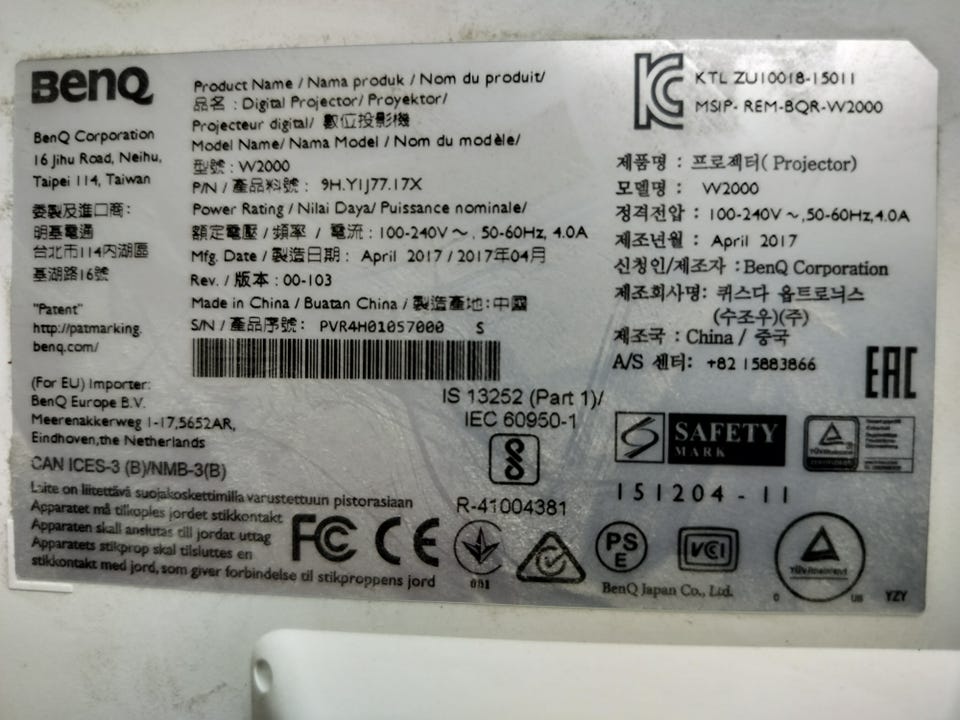 BenQ
BenQ Corporation
16 Jihu Road, Neihu,
Taipei 114, Taiwan
委製及進口商:
明基電通
台北市114內湖區
基湖路16號
"Patent"
http://patmarking.
benq.com/
(For EU) Importer:
BenQ Europe B.V.
Meerenakkerweg 1-17,5652AR,
Eindhoven,the Netherlands
CAN ICES-3 (B)/NMB-3(B)
Laite on liitettävä suojakoskettimilla varustettuun pistorasiaan
Apparatet må tilkoples jordet stikkontakt
Apparaten skall anslutas till jordat uttag
Apparatets stikprop skal tilsluttes en
stikkontakt med jord, som giver forbindelse til stikproppens jord
Product Name / Nama produk / Nom du produit/
品名 : Digital Projector/ Proyektor/
Projecteur digital/ 數位投影機
Model Name/ Nama Model / Nom du modèle/
型號 : W2000
P/N / 產品料號 : 9H.Y1J77.17X
Power Rating / Nilai Daya/ Puissance nominale/
額定電壓 / 頻率 / 電流 : 100-240V ~, 50-60Hz, 4.0A
Mfg. Date / 製造日期 : April 2017 / 2017年04月
Rev. / 版本 : 00-103
Made in China / Buatan China / 製造產地: 中國
S/N / 產品序號: PVR4H01057000 S
IS 13252 (Part 1)/
IEC 60950-1
R-41004381
FC CE
001
KC
KTL ZU10018-15011
MSIP- REM-BQR-W2000
제품명 : 프로젝터( Projector)
모델명 : W2000
정격전압 : 100-240V ~,50-60Hz,4.0A
제조년월 : April 2017
신청인/제조자 : BenQ Corporation
제조회사명: 퀴스다 옵트로닉스
(수조우)(주)
제조국 : China / 중국
A/S 센터: +82 15883866
EAC
S SAFETY
MARK
TÜVRheinland
151204 - 11
PS
E
VCCI
BenQ Japan Co., Ltd.
TÜVRheinland
C US
YZY